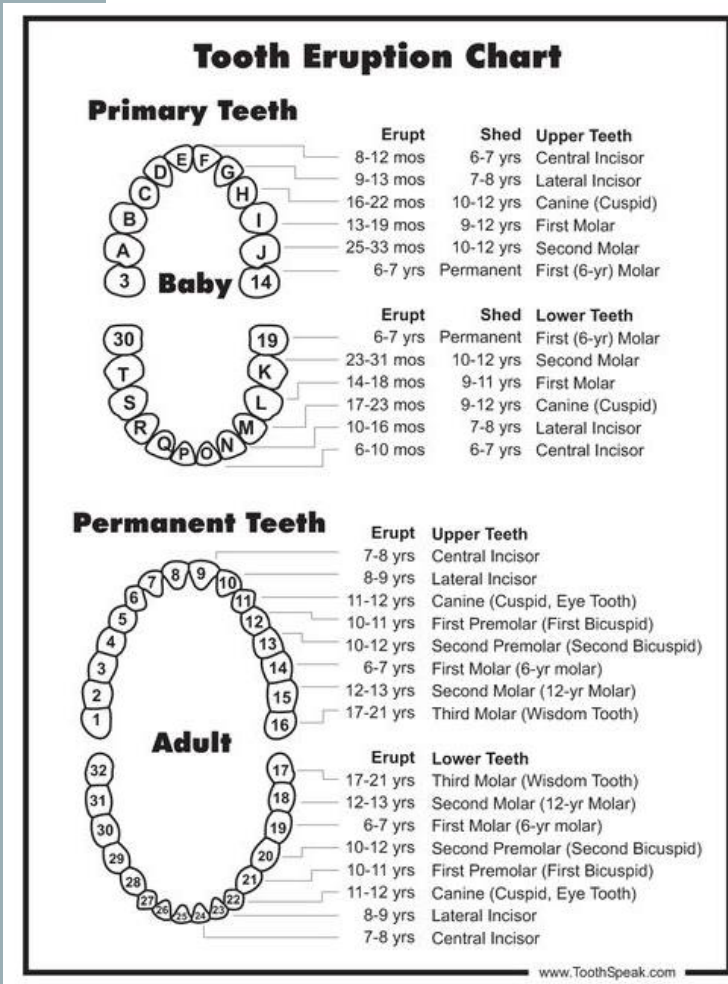 Tooth Eruption Chart
Primary Teeth
Erupt Shed Upper Teeth
8-12 mos 6-7 yrs Central Incisor
9-13 mos 7-8 yrs Lateral Incisor
16-22 mos 10-12 yrs Canine (Cuspid)
13-19 mos 9-12 yrs First Molar
25-33 mos 10-12 yrs Second Molar
6-7 yrs Permanent First (6-yr) Molar
A B C D E F G H I J
3 Baby 14
Erupt Shed Lower Teeth
6-7 yrs Permanent First (6-yr) Molar
23-31 mos 10-12 yrs Second Molar
14-18 mos 9-11 yrs First Molar
17-23 mos 9-12 yrs Canine (Cuspid)
10-16 mos 7-8 yrs Lateral Incisor
6-10 mos 6-7 yrs Central Incisor
30 19
T S R Q P O N M L K
Permanent Teeth
Erupt Upper Teeth
7-8 yrs Central Incisor
8-9 yrs Lateral Incisor
11-12 yrs Canine (Cuspid, Eye Tooth)
10-11 yrs First Premolar (First Bicuspid)
10-12 yrs Second Premolar (Second Bicuspid)
6-7 yrs First Molar (6-yr molar)
12-13 yrs Second Molar (12-yr Molar)
17-21 yrs Third Molar (Wisdom Tooth)
1 2 3 4 5 6 7 8 9 10 11 12 13 14 15 16
Adult
Erupt Lower Teeth
17-21 yrs Third Molar (Wisdom Tooth)
12-13 yrs Second Molar (12-yr Molar)
6-7 yrs First Molar (6-yr molar)
10-12 yrs Second Premolar (Second Bicuspid)
10-11 yrs First Premolar (First Bicuspid)
11-12 yrs Canine (Cuspid, Eye Tooth)
8-9 yrs Lateral Incisor
7-8 yrs Central Incisor
32 31 30 29 28 27 26 25 24 23 22 21 20 19 18 17
www.ToothSpeak.com